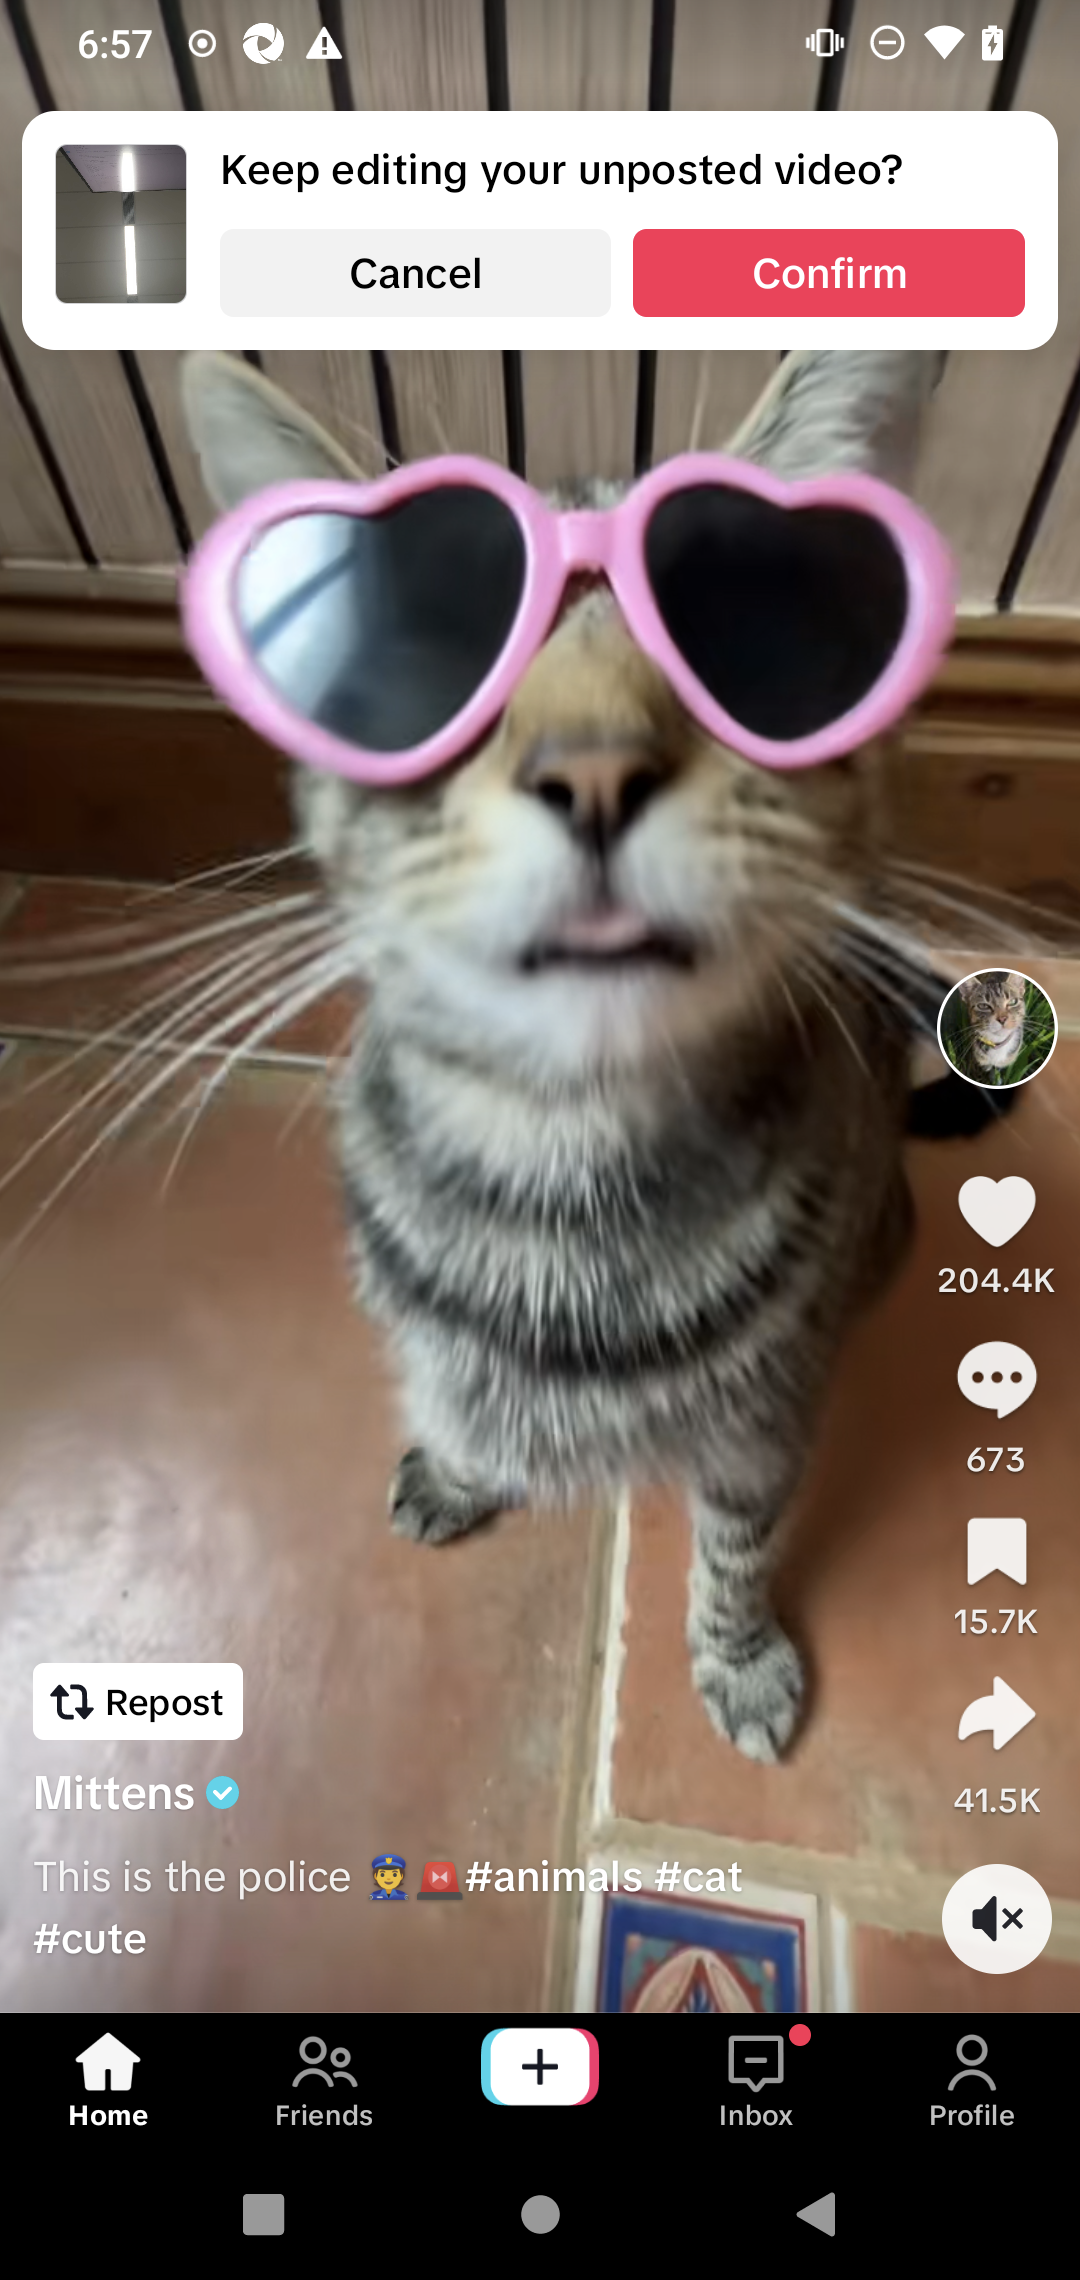 6:57
Keep editing your unposted video?
Cancel
Confirm
204.4K
673
15.7K
Repost
Mittens
41.5K
This is the police 👮🚨#animals #cat
#cute
Home
Friends
Inbox
Profile